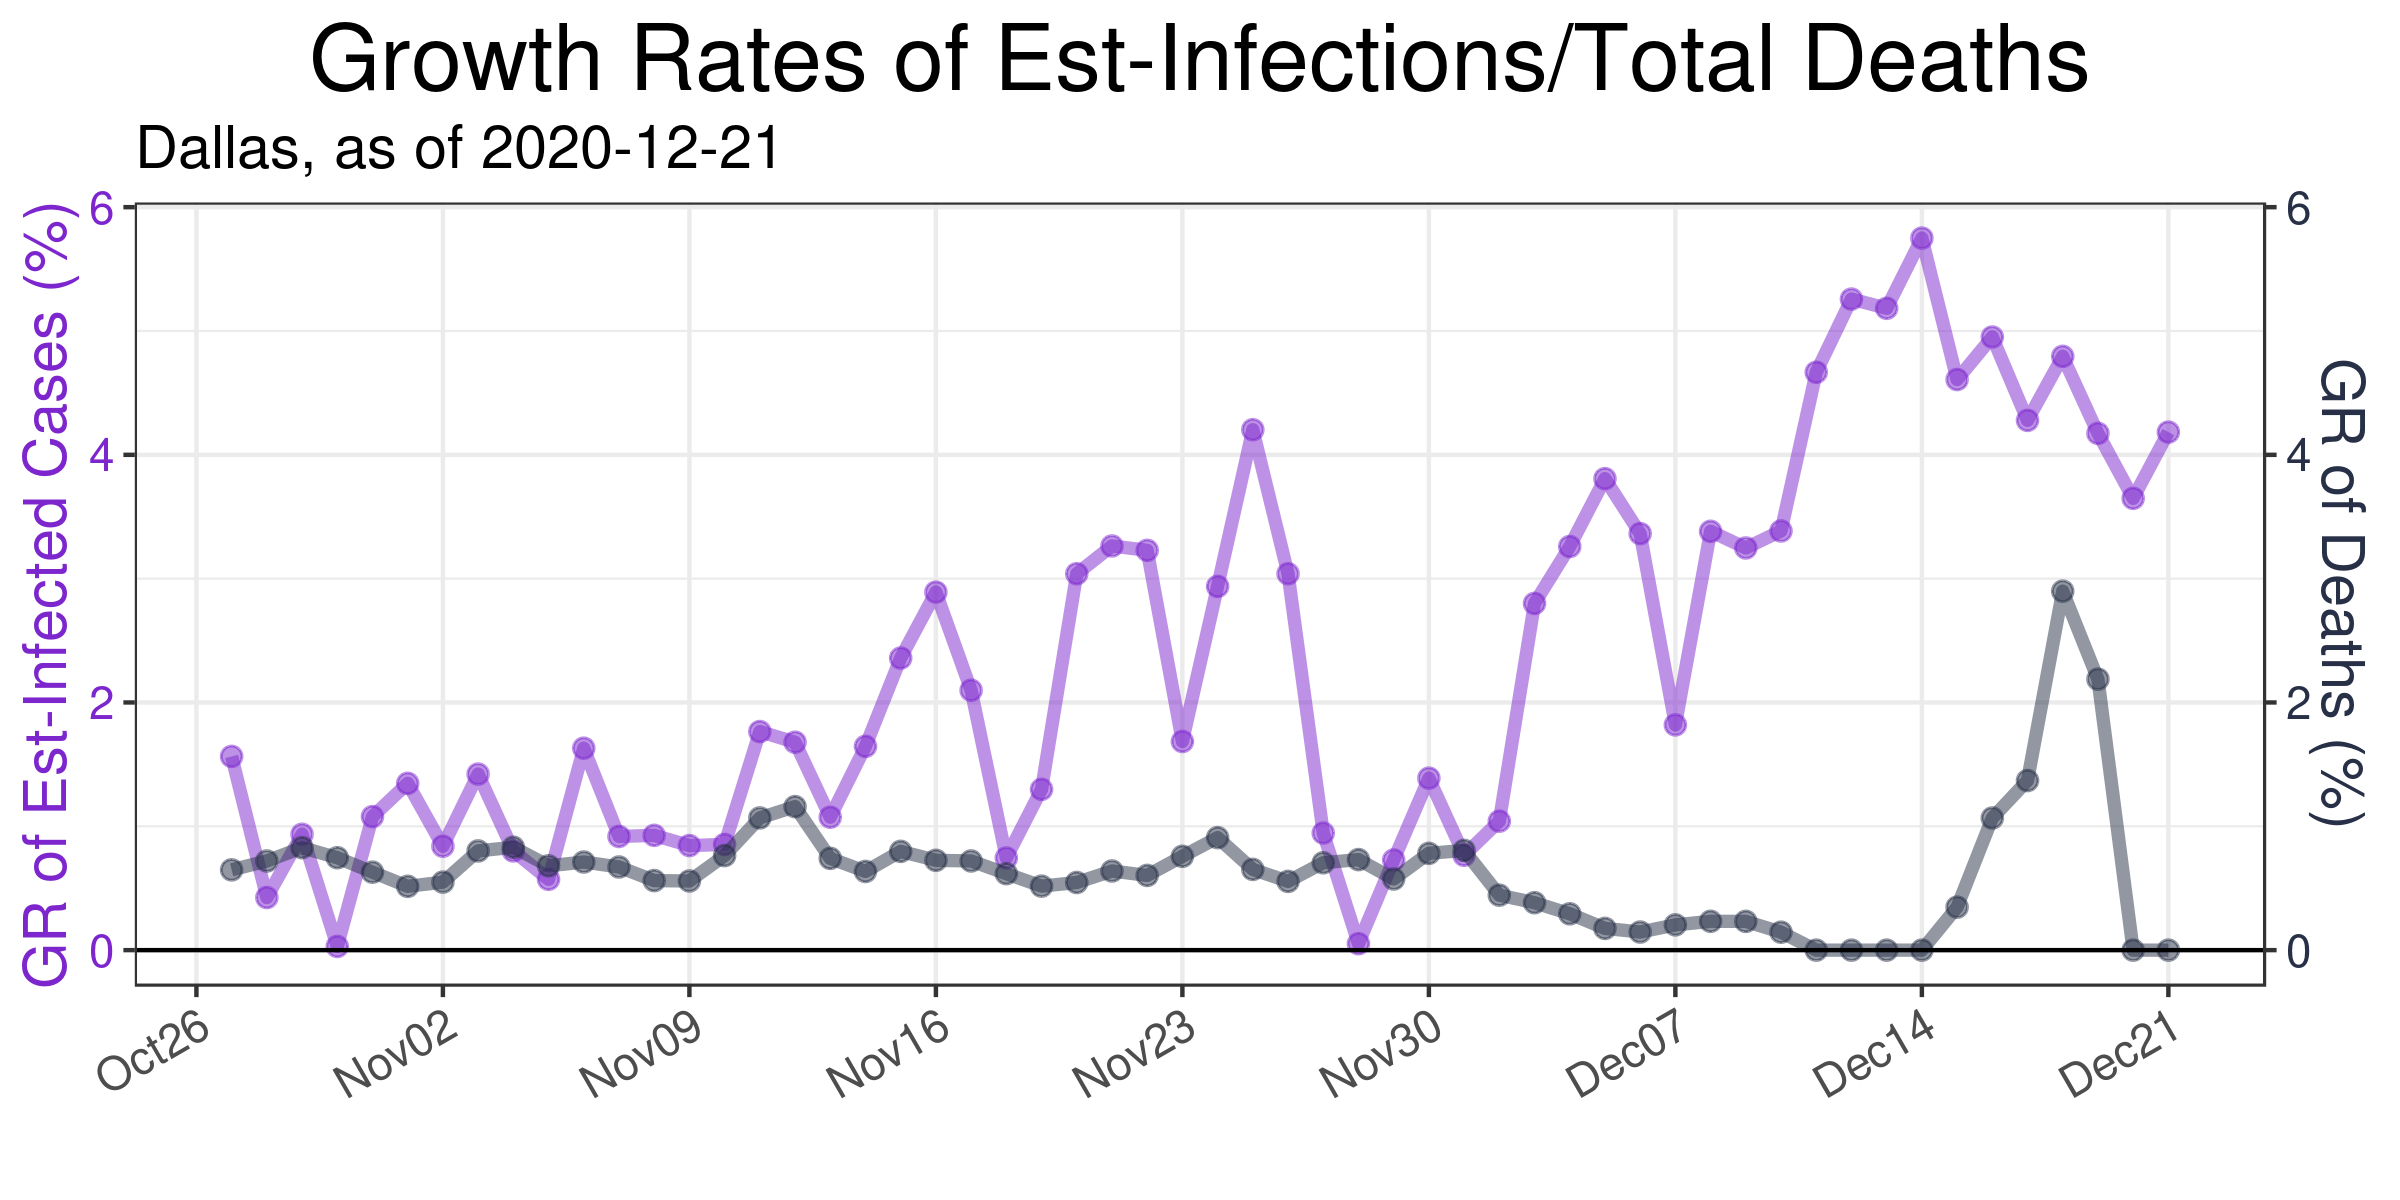 Growth Rates of Est-Infections/Total Deaths
Dallas, as of 2020-12-21
GR of Est-Infected Cases (%)
6
4
2
0
6
4
2
0
GR of Deaths (%)
Oct26
Nov02
Nov09
Nov16
Nov23
Nov30
Dec07
Dec14
Dec21